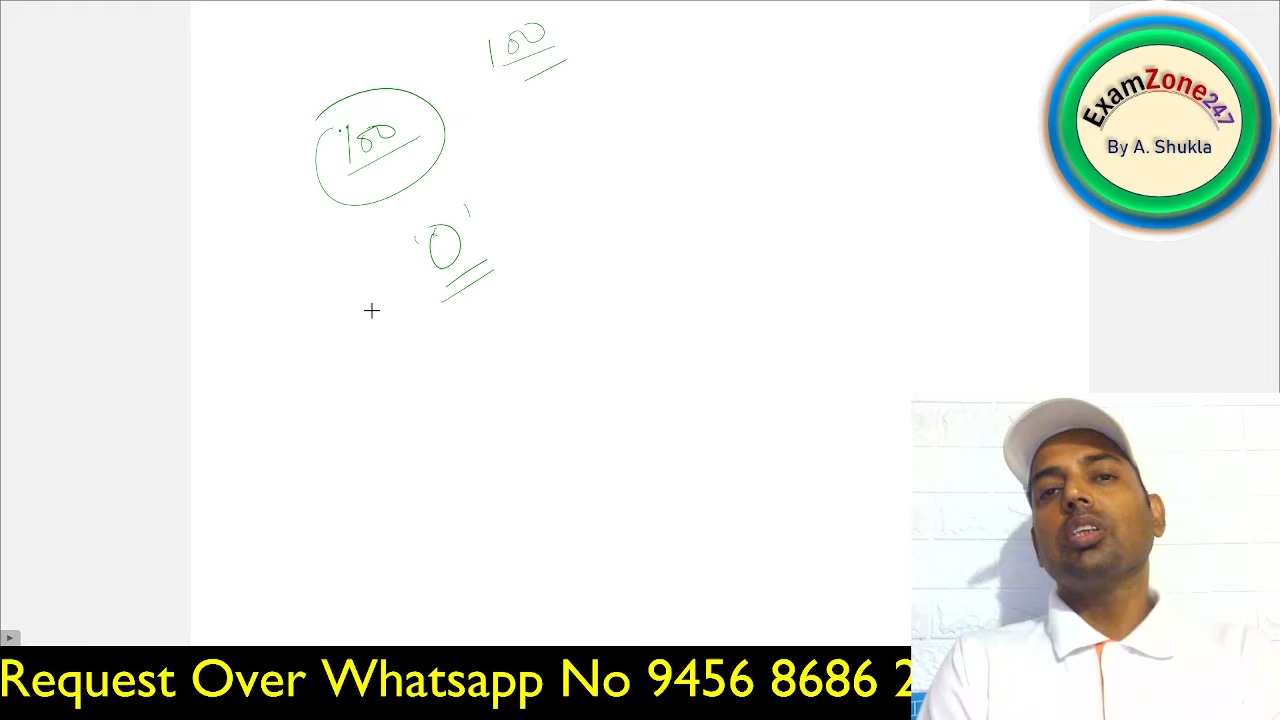 100
100
'0'
ExamZone247
By A. Shukla
Request Over Whatsapp No 9456 8686 2